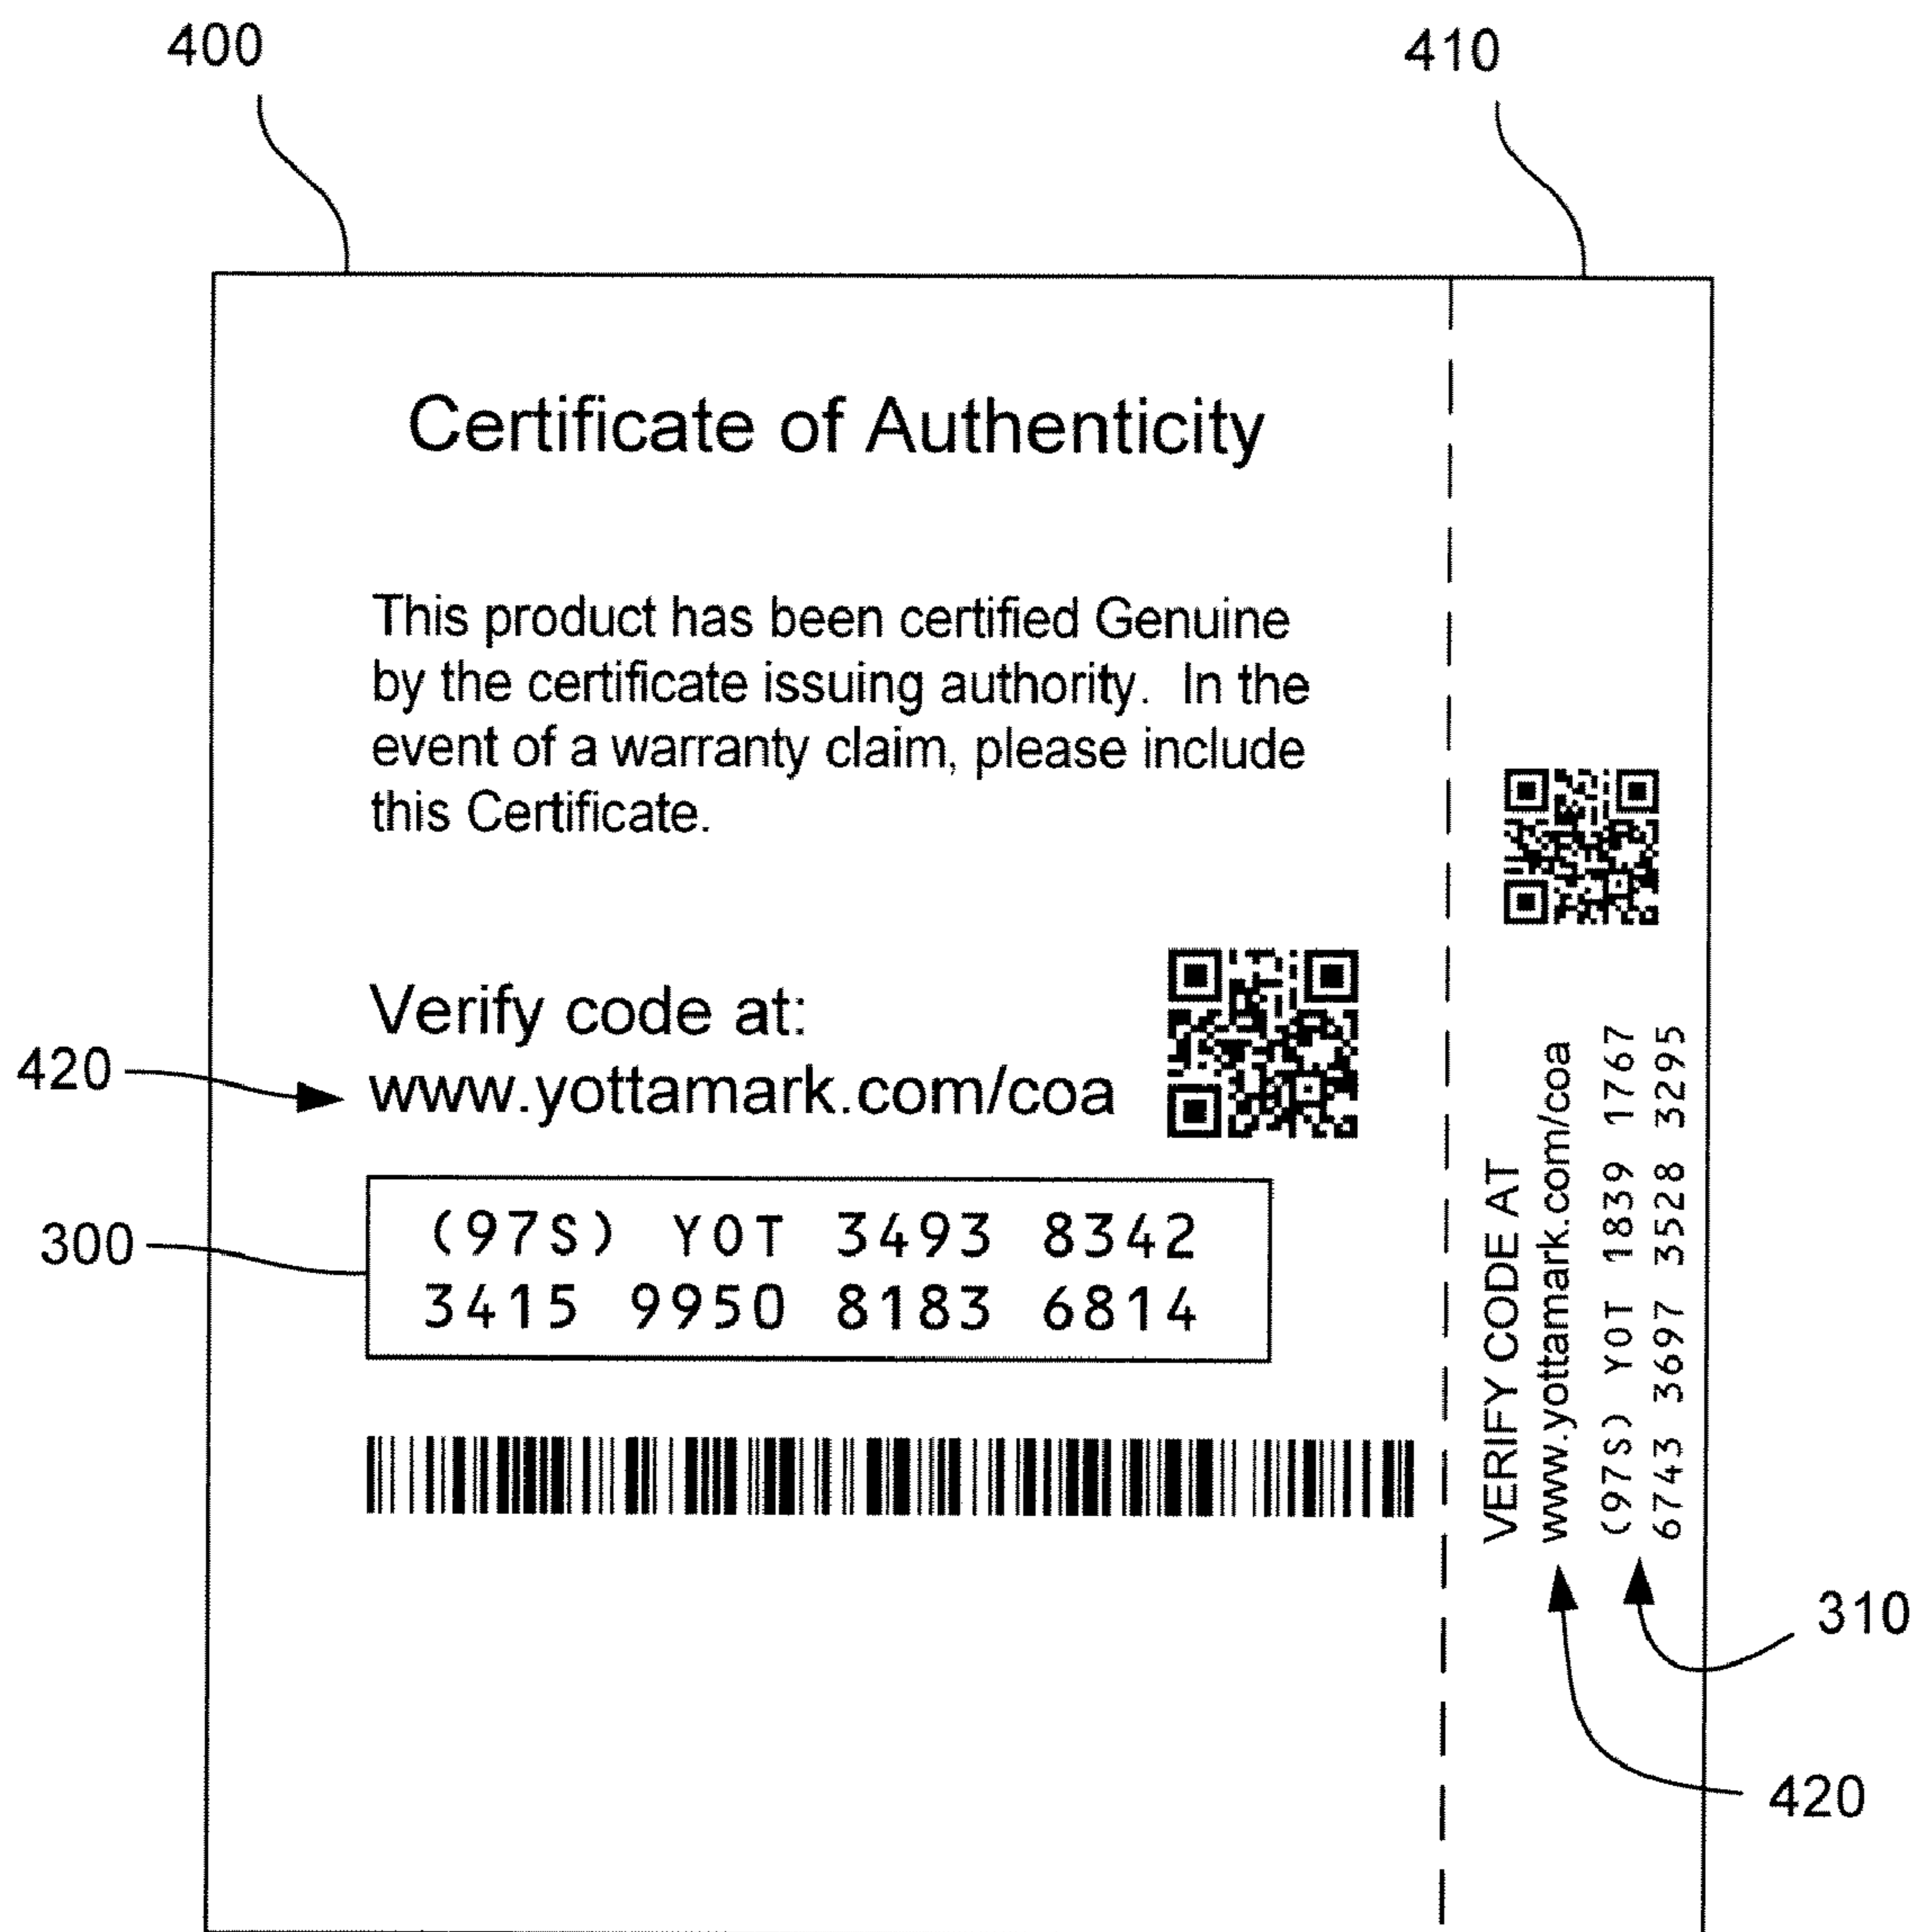 400
410
Certificate of Authenticity
This product has been certified Genuine
by the certificate issuing authority.  In the
event of a warranty claim, please include
this Certificate.
Verify code at:
420
www.yottamark.com/coa
300
(97S) YOT 3493 8342
3415 9950 8183 6814
VERIFY CODE AT
www.yottamark.com/coa
(97S) YOT 1839 1767
6743 3697 3528 3295
310
420